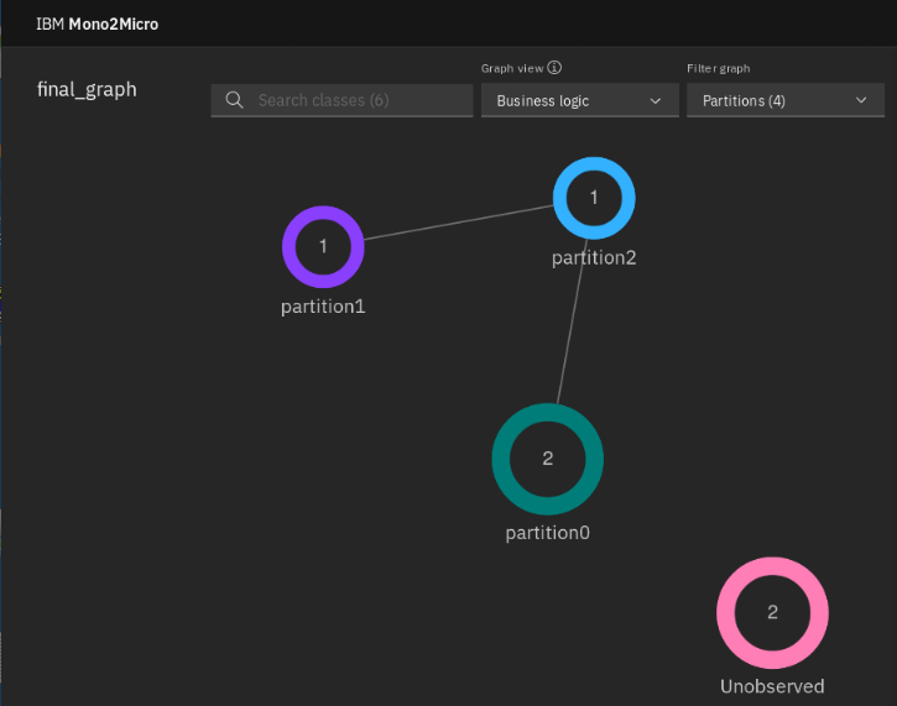 IBM Mono2Micro
final_graph
Search classes (6)
Graph view
Business logic
Filter graph
Partitions (4)
1
partition2
1
partition1
2
partition0
2
Unobserved